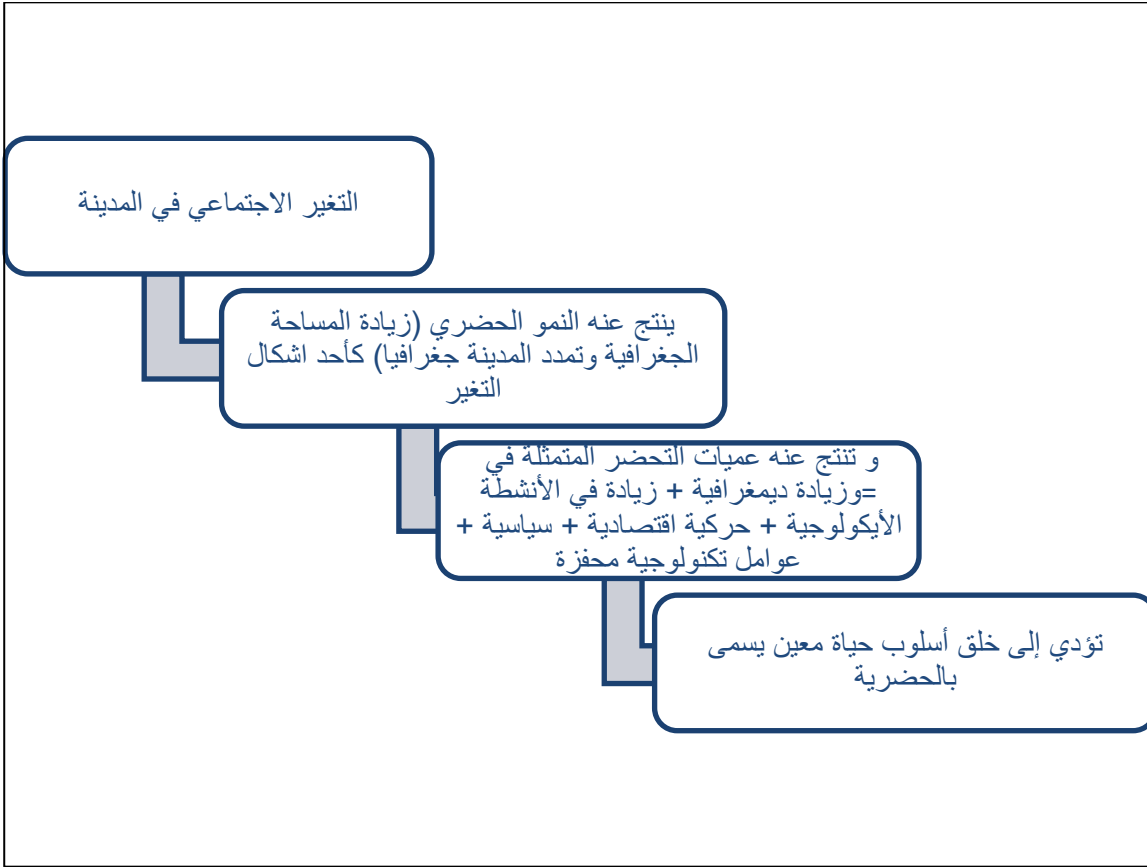 التغير الاجتماعي في المدينة
ينتج عنه النمو الحضري (زيادة المساحة
الجغرافية وتمدد المدينة جغرافيا) كأحد اشكال
التغير
و تنتج عنه عميات التحضر المتمثلة في
=وزيادة ديمغرافية + زيادة في الأنشطة
الأيكولوجية + حركية اقتصادية + سياسية +
عوامل تكنولوجية محفزة
تؤدي إلى خلق أسلوب حياة معين يسمى
بالحضرية